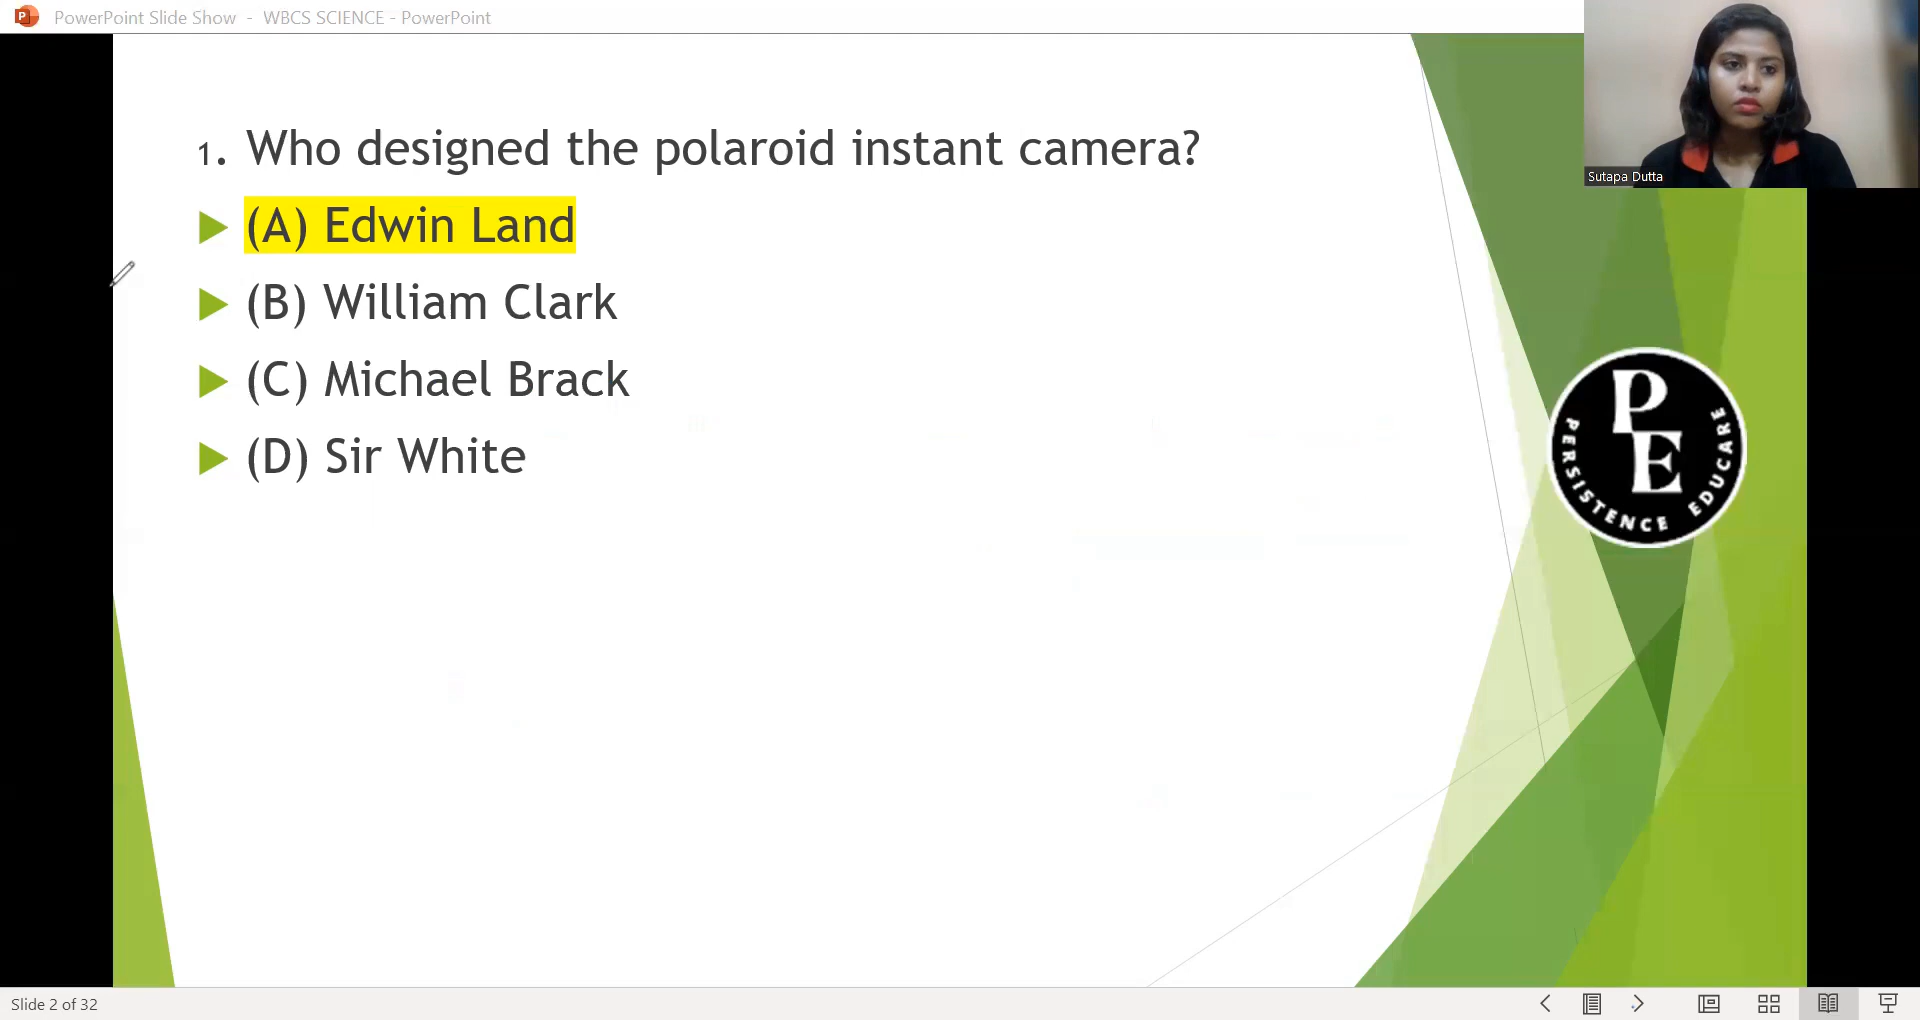 PowerPoint Slide Show - WBCS SCIENCE - PowerPoint
Sutapa Dutta
1. Who designed the polaroid instant camera?
(A) Edwin Land
(B) William Clark
(C) Michael Brack
(D) Sir White
P
E
PERSISTENCE EDUCARE
Slide 2 of 32